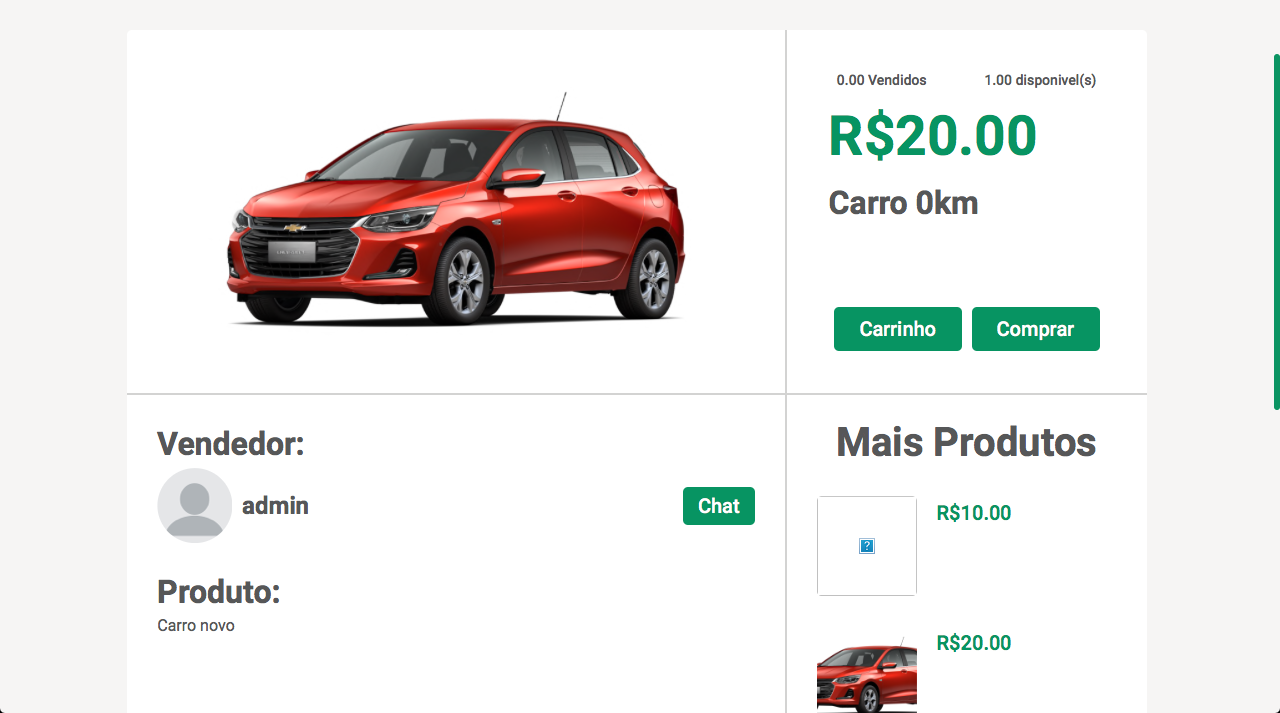 0.00 Vendidos
1.00 disponivel(s)
R$20.00
Carro 0km
Carrinho
Comprar
Vendedor:
admin
Chat
Produto:
Carro novo
Mais Produtos
R$10.00
R$20.00